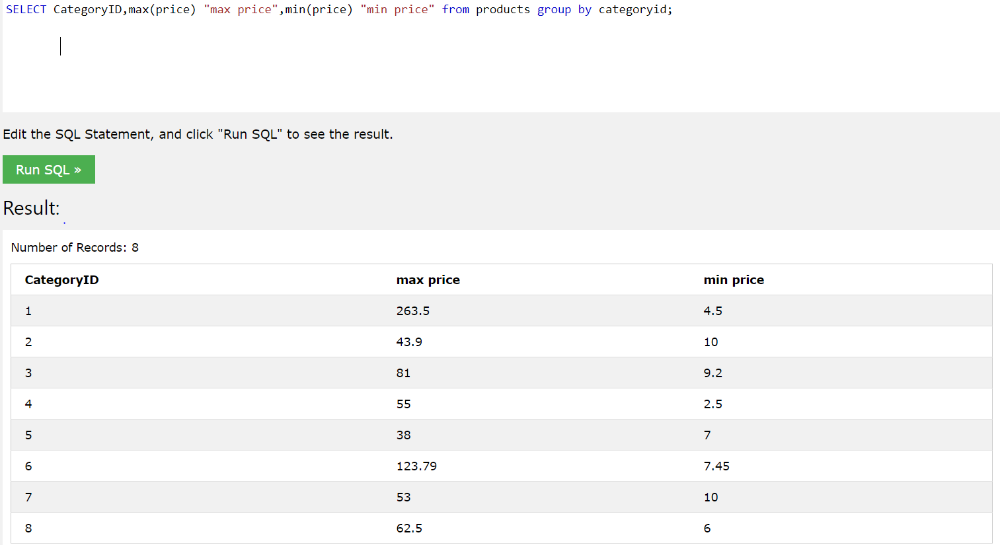 SELECT CategoryID,max(price) "max price",min(price) "min price" from products group by categoryid;
Edit the SQL Statement, and click "Run SQL" to see the result.
Run SQL »
Result:
Number of Records: 8
CategoryID max price min price
1 263.5 4.5
2 43.9 10
3 81 9.2
4 55 2.5
5 38 7
6 123.79 7.45
7 53 10
8 62.5 6